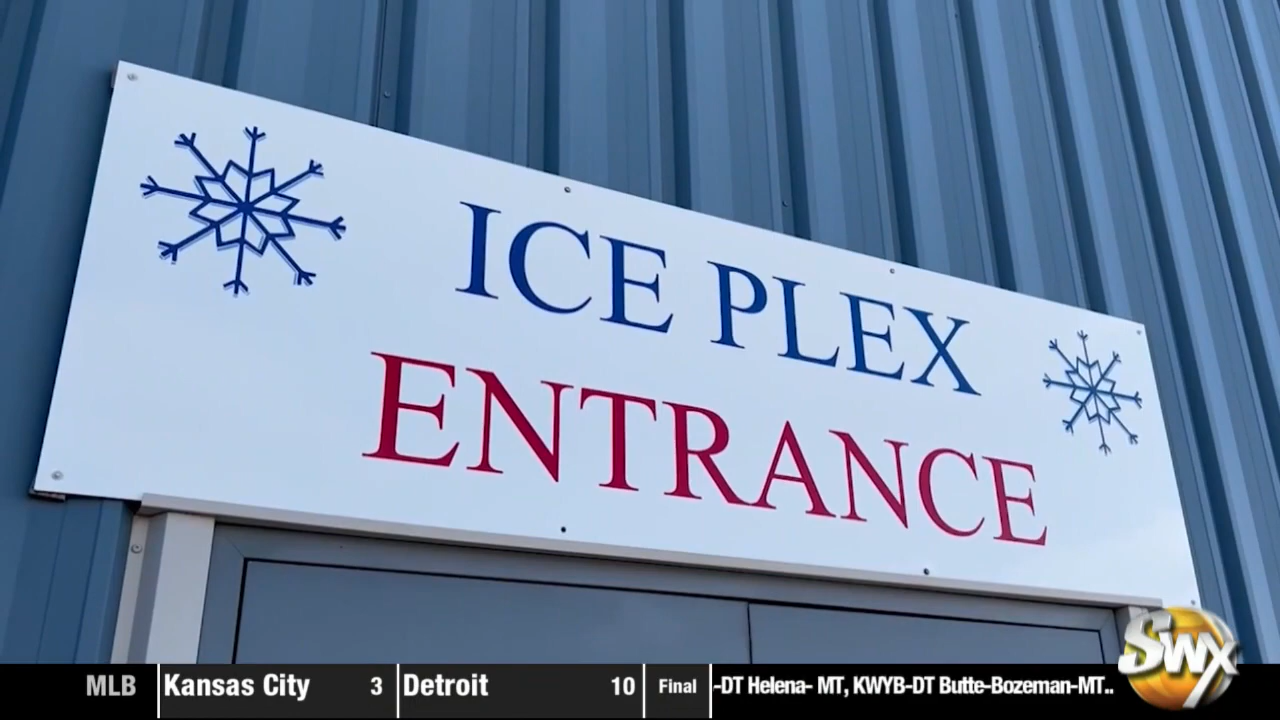 ICE PLEX
ENTRANCE
SWX
MLB Kansas City 3 Detroit 10 Final -DT Helena- MT, KWYB-DT Butte-Bozeman-MT..